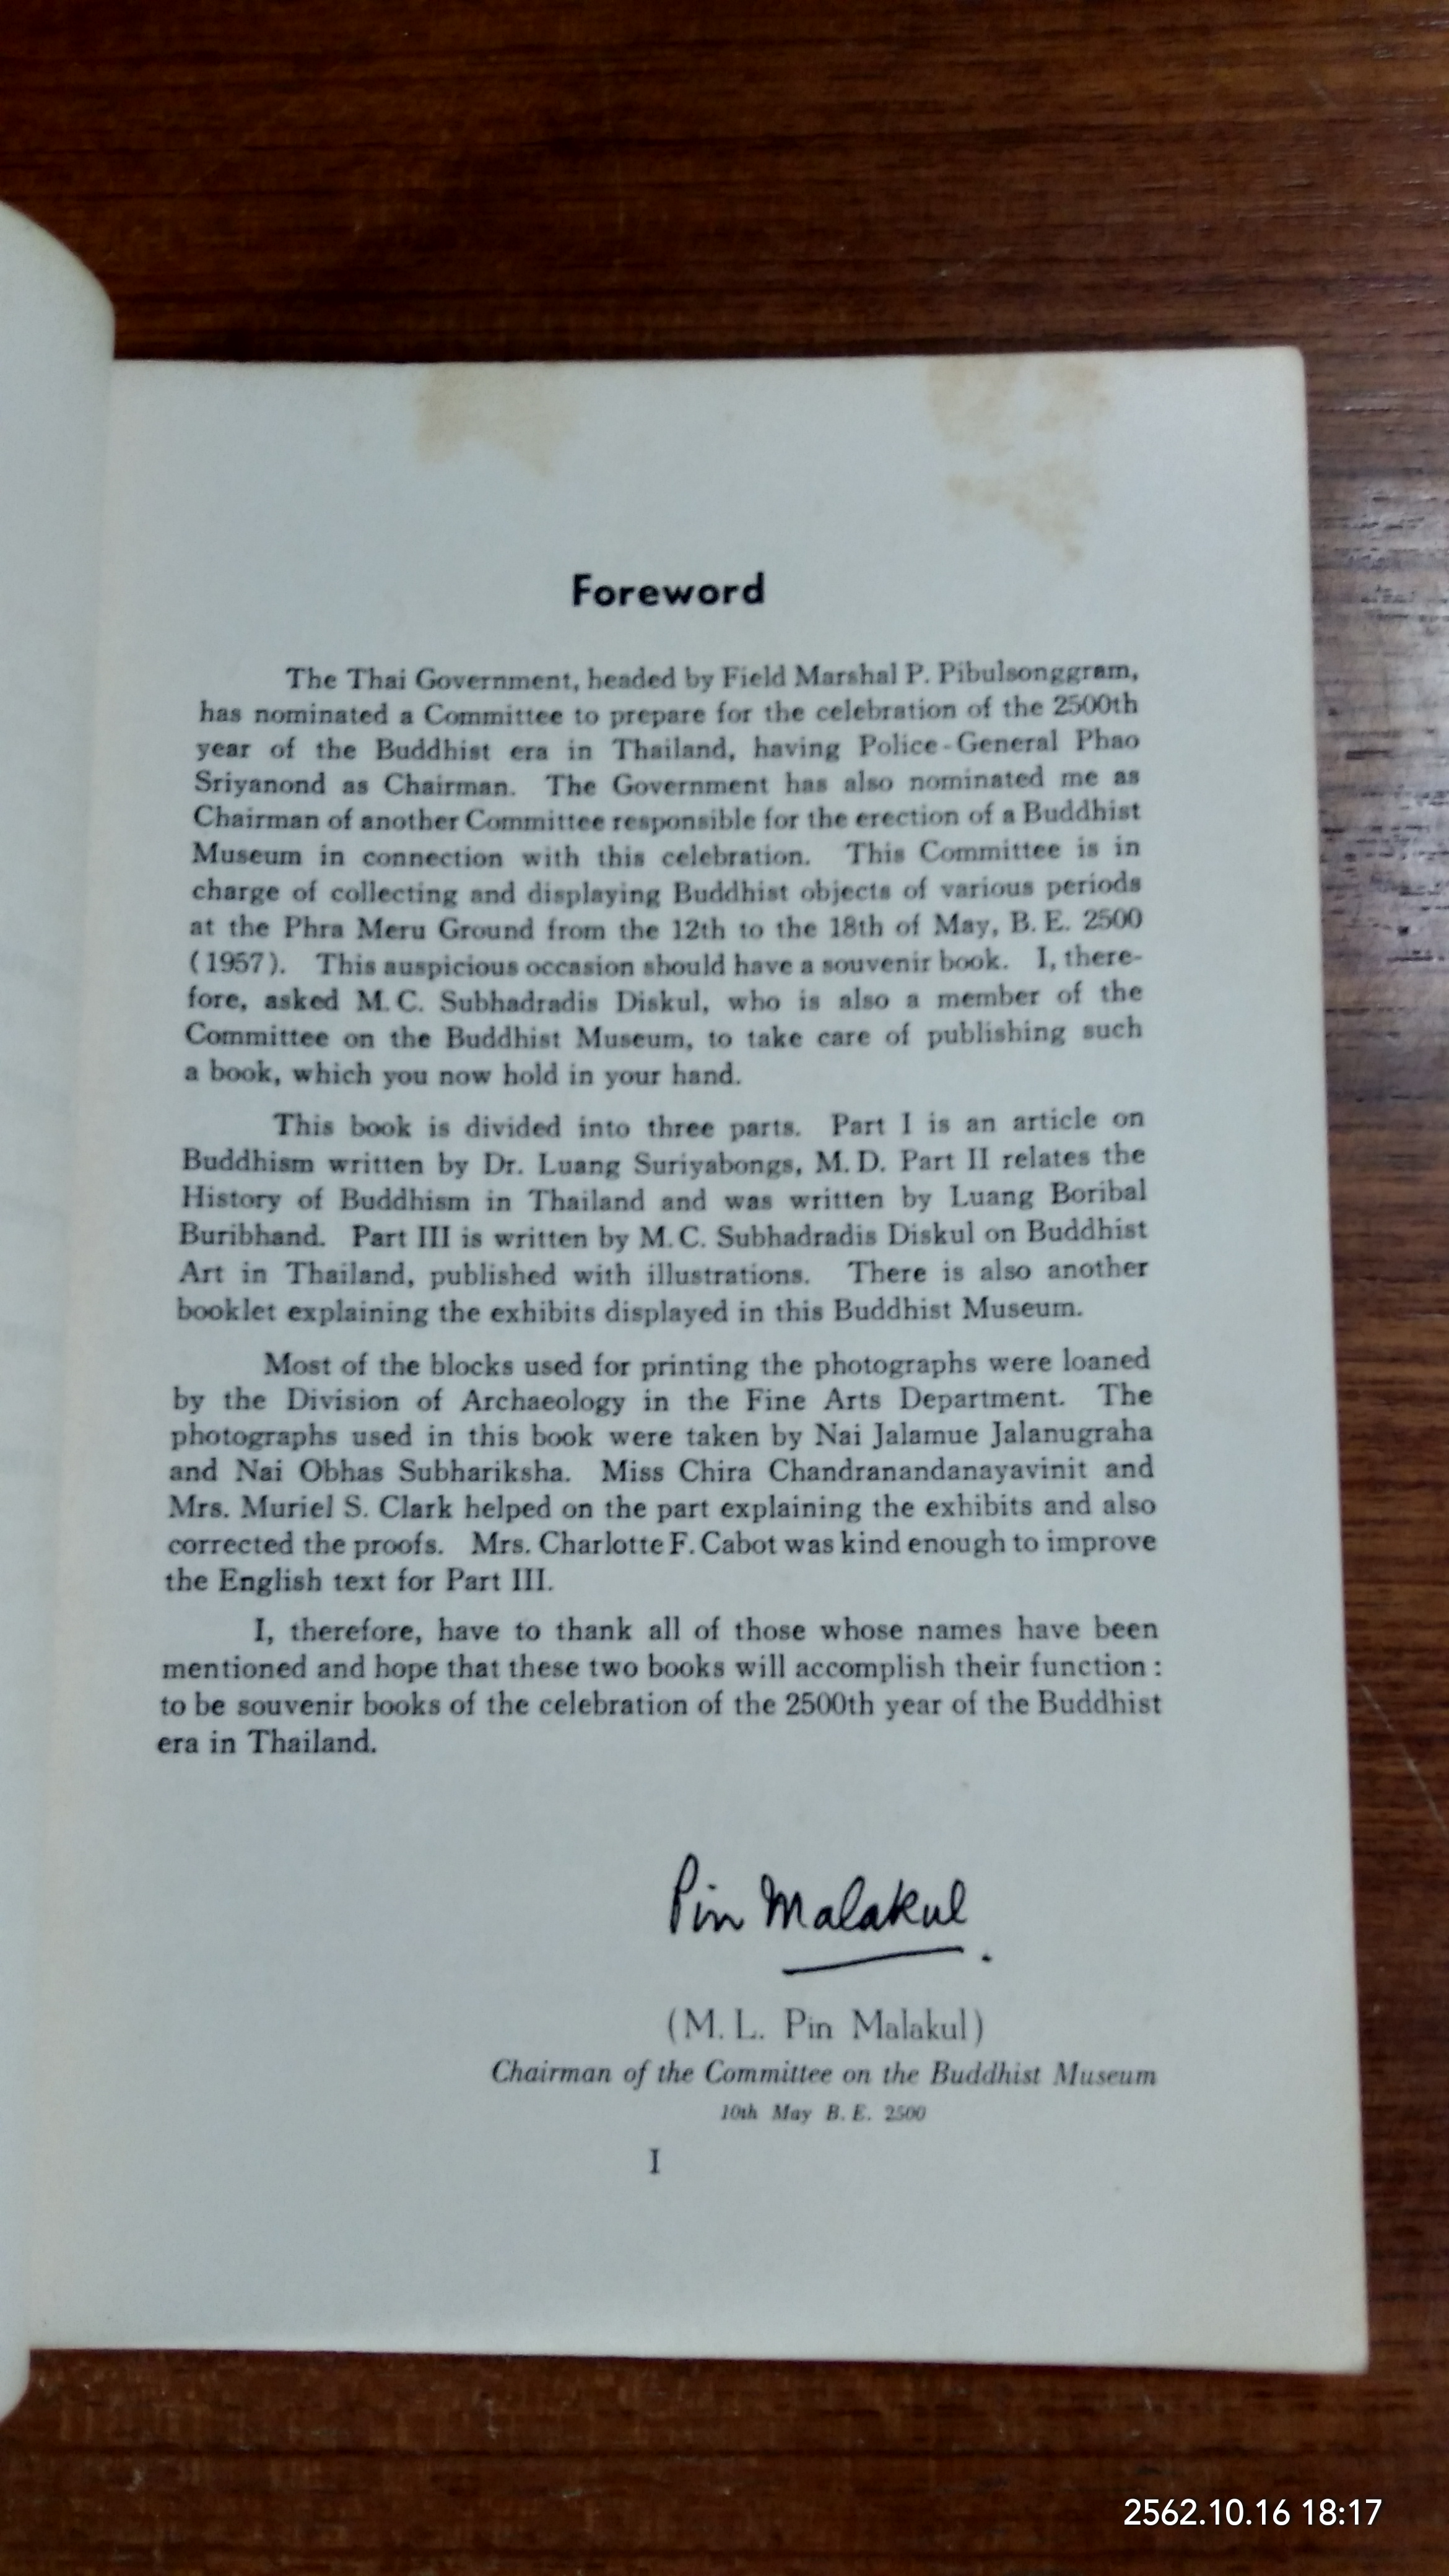 Foreword
The Thai Government, headed by Field Marshal P. Pibulsonggram,
has nominated a Committee to prepare for the celebration of the 2500th
year of the Buddhist era in Thailand, having Police-General Phao
Sriyanond as Chairman. The Government has also nominated me as
Chairman of another Committee responsible for the erection of a Buddhist
Museum in connection with this celebration. This Committee is in
charge of collecting and displaying Buddhist objects of various periods
at the Phra Meru Ground from the 12th to the 18th of May, B. E. 2500
(1957). This auspicious occasion should have a souvenir book. I, there-
fore, asked M. C. Subhadradis Diskul, who is also a member of the
Committee on the Buddhist Museum, to take care of publishing such
a book, which you now hold in your hand.
This book is divided into three parts. Part I is an article on
Buddhism written by Dr. Luang Suriyabongs, M. D. Part II relates the
History of Buddhism in Thailand and was written by Luang Boribal
Buribhand. Part III is written by M. C. Subhadradis Diskul on Buddhist
Art in Thailand, published with illustrations. There is also another
booklet explaining the exhibits displayed in this Buddhist Museum.
Most of the blocks used for printing the photographs were loaned
by the Division of Archaeology in the Fine Arts Department. The
photographs used in this book were taken by Nai Jalamue Jalanugraha
and Nai Obhas Subhariksha. Miss Chira Chandranandanayavinit and
Mrs. Muriel S. Clark helped on the part explaining the exhibits and also
corrected the proofs. Mrs. Charlotte F. Cabot was kind enough to improve
the English text for Part III.
I, therefore, have to thank all of those whose names have been
mentioned and hope that these two books will accomplish their function :
to be souvenir books of the celebration of the 2500th year of the Buddhist
era in Thailand.
Pin Malakul.
(M. L. Pin Malakul)
Chairman of the Committee on the Buddhist Museum
10th May B. E. 2500
I
2562.10.16 18:17